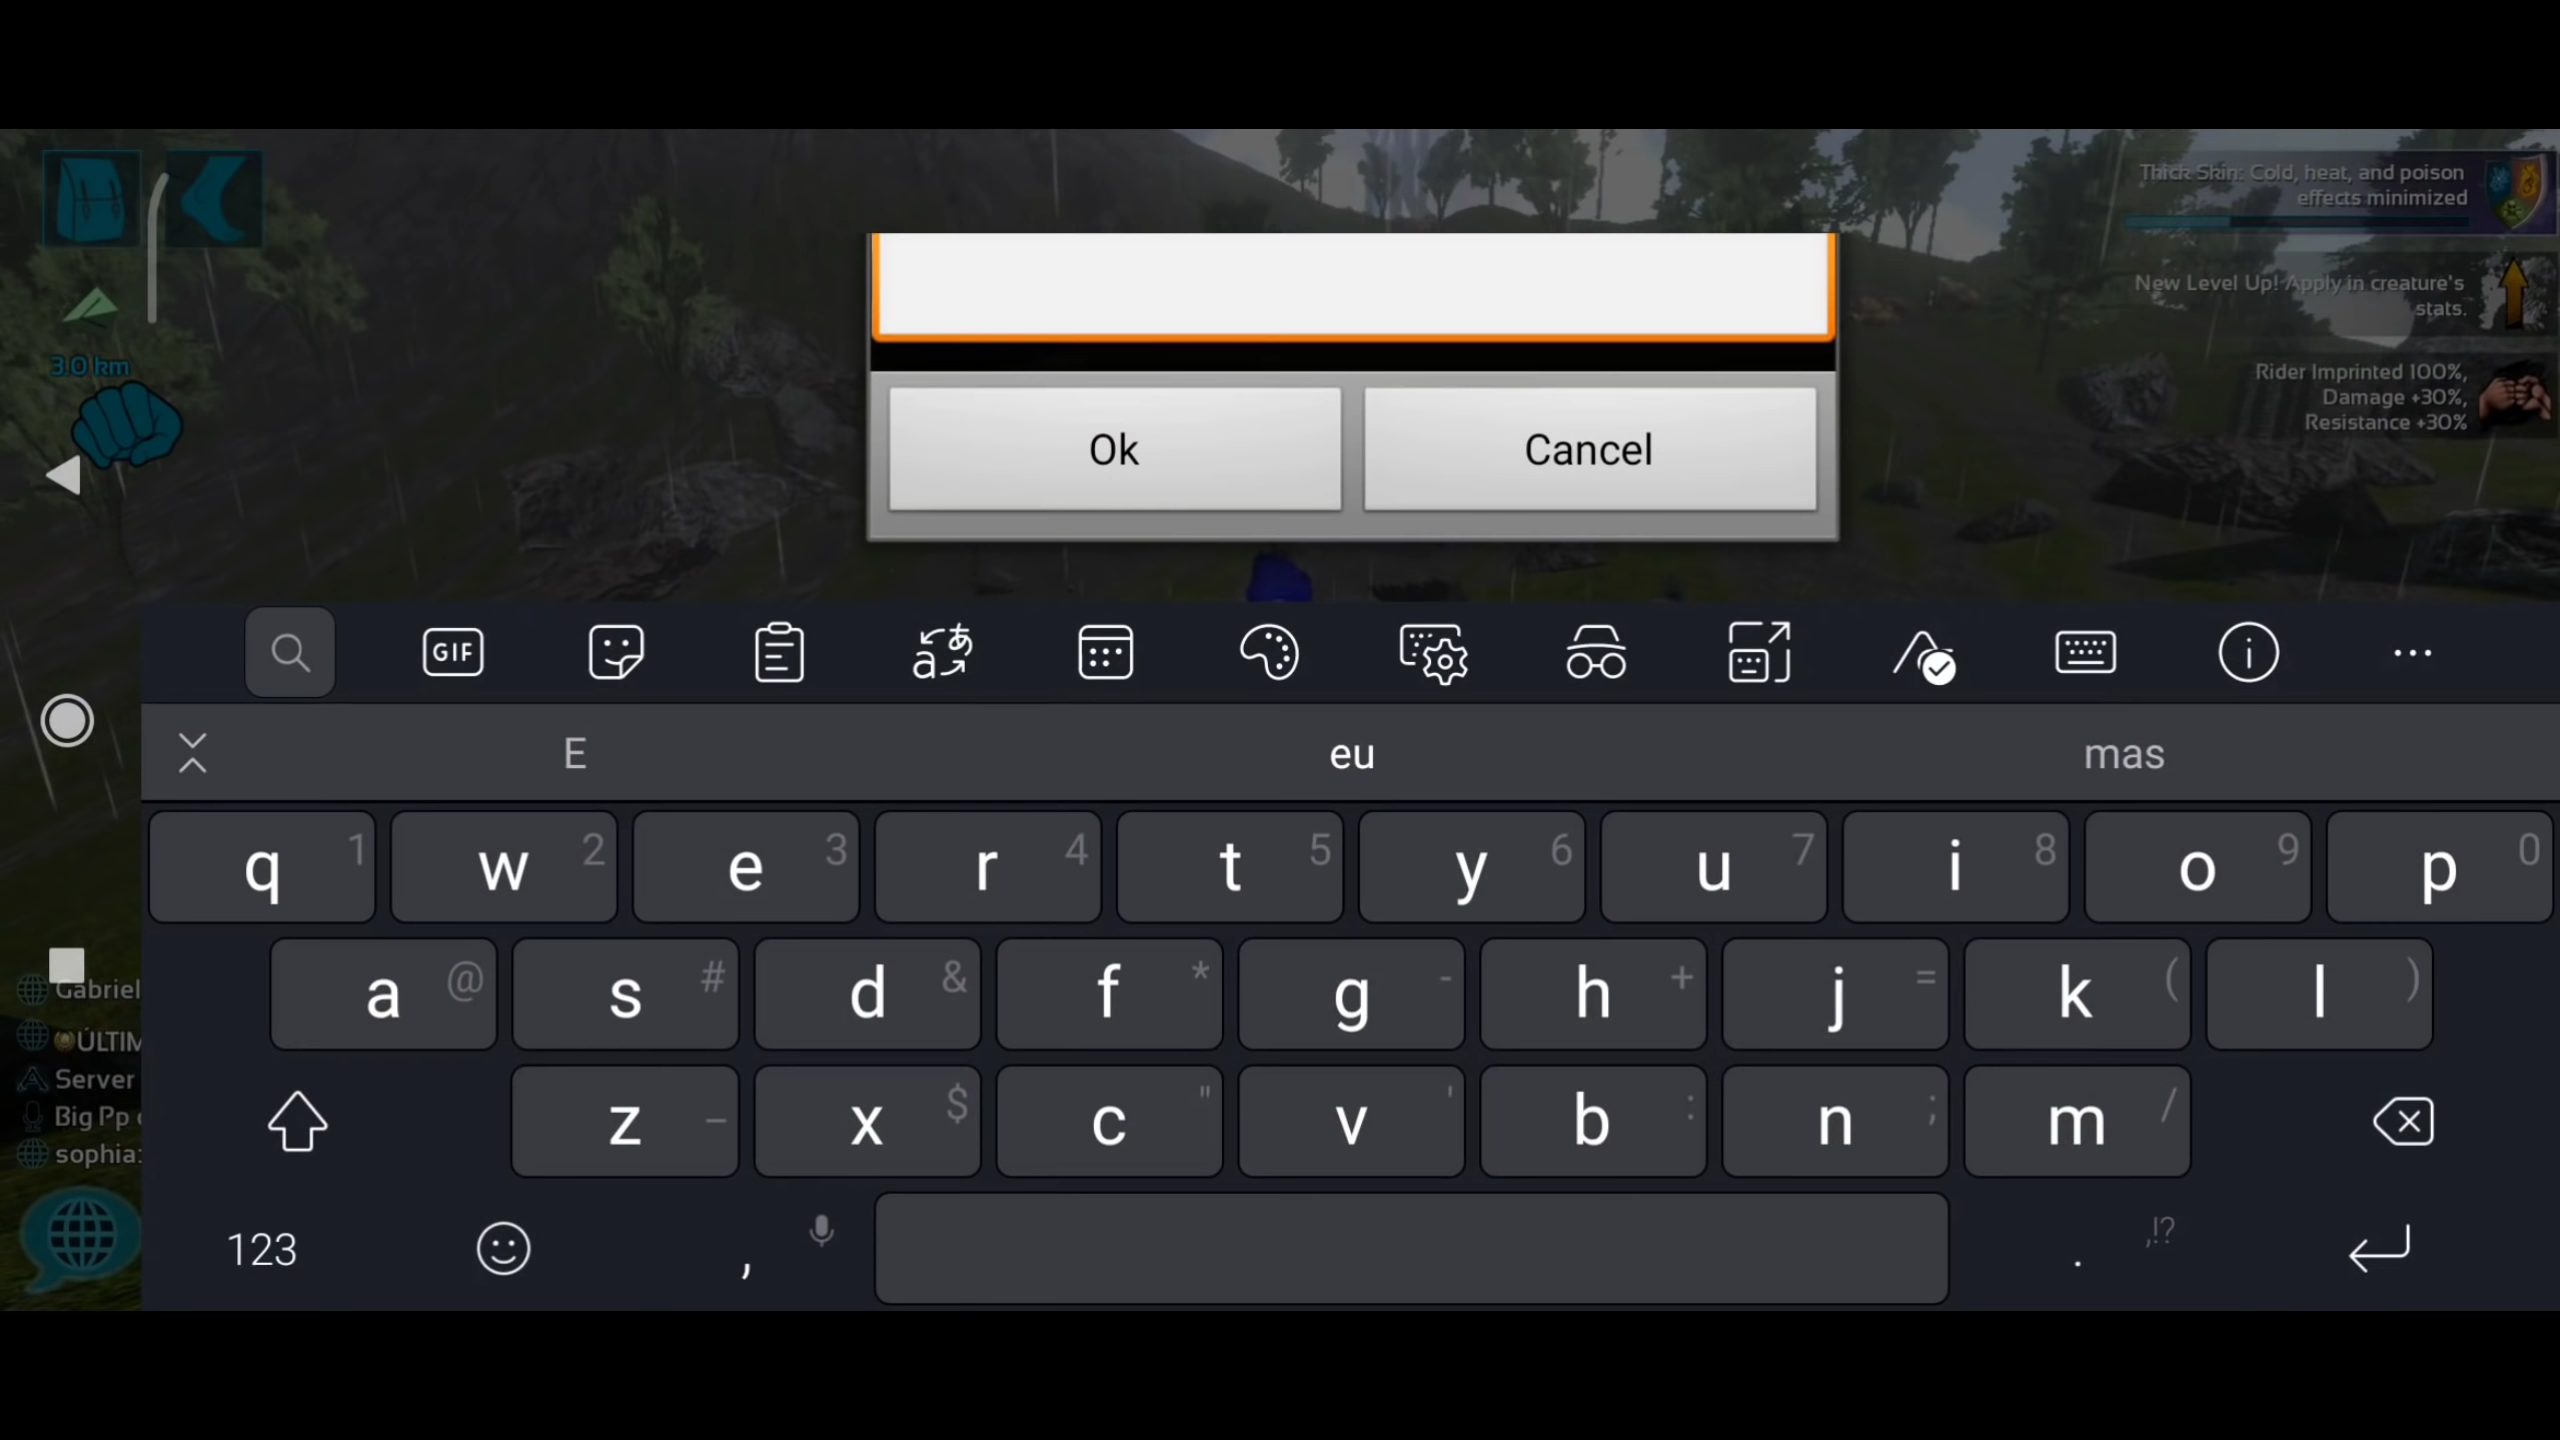 Thick Skin: Cold, heat, and poison
effects minimized
New Level Up! Apply in creature's
stats.
3.0 km
Rider Imprinted 100%,
Damage +30%,
Resistance +30%
Ok
Cancel
GIF
E
eu
mas
q 1 w 2 e 3 r 4 t 5 y 6 u 7 i 8 o 9 p 0
a @ s # d & f * g - h + j = k ( l )
z _ x $ c " v ' b : n ; m /
123 , . ,!?
Gabriel
ÚLTIM
Server
Big Pp
sophia: